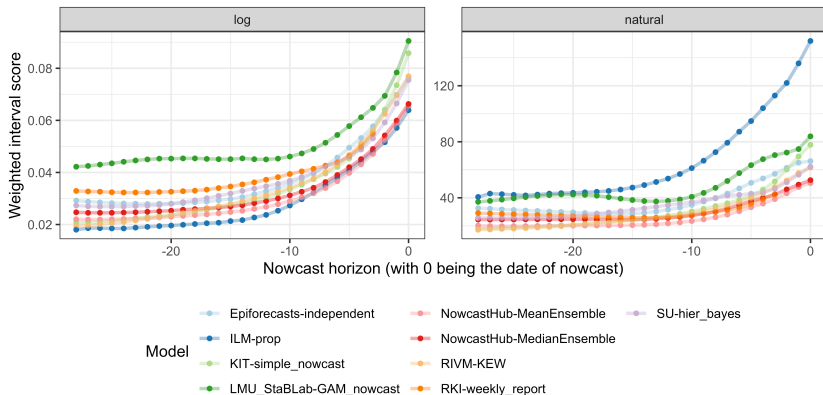 log
natural
Weighted interval score
0.08
0.06
0.04
0.02
120
80
40
-20
-10
0
-20
-10
0
Nowcast horizon (with 0 being the date of nowcast)
Model
Epiforecasts-independent
ILM-prop
KIT-simple_nowcast
LMU_StaBLab-GAM_nowcast
NowcastHub-MeanEnsemble
NowcastHub-MedianEnsemble
RIVM-KEW
RKI-weekly_report
SU-hier_bayes